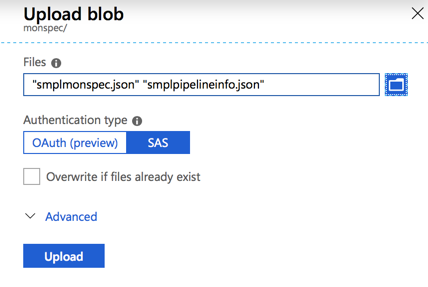 Upload blob
monspec/
Files
"smplmonspec.json" "smplpipelineinfo.json"
Authentication type
OAuth (preview) SAS
Overwrite if files already exist
Advanced
Upload